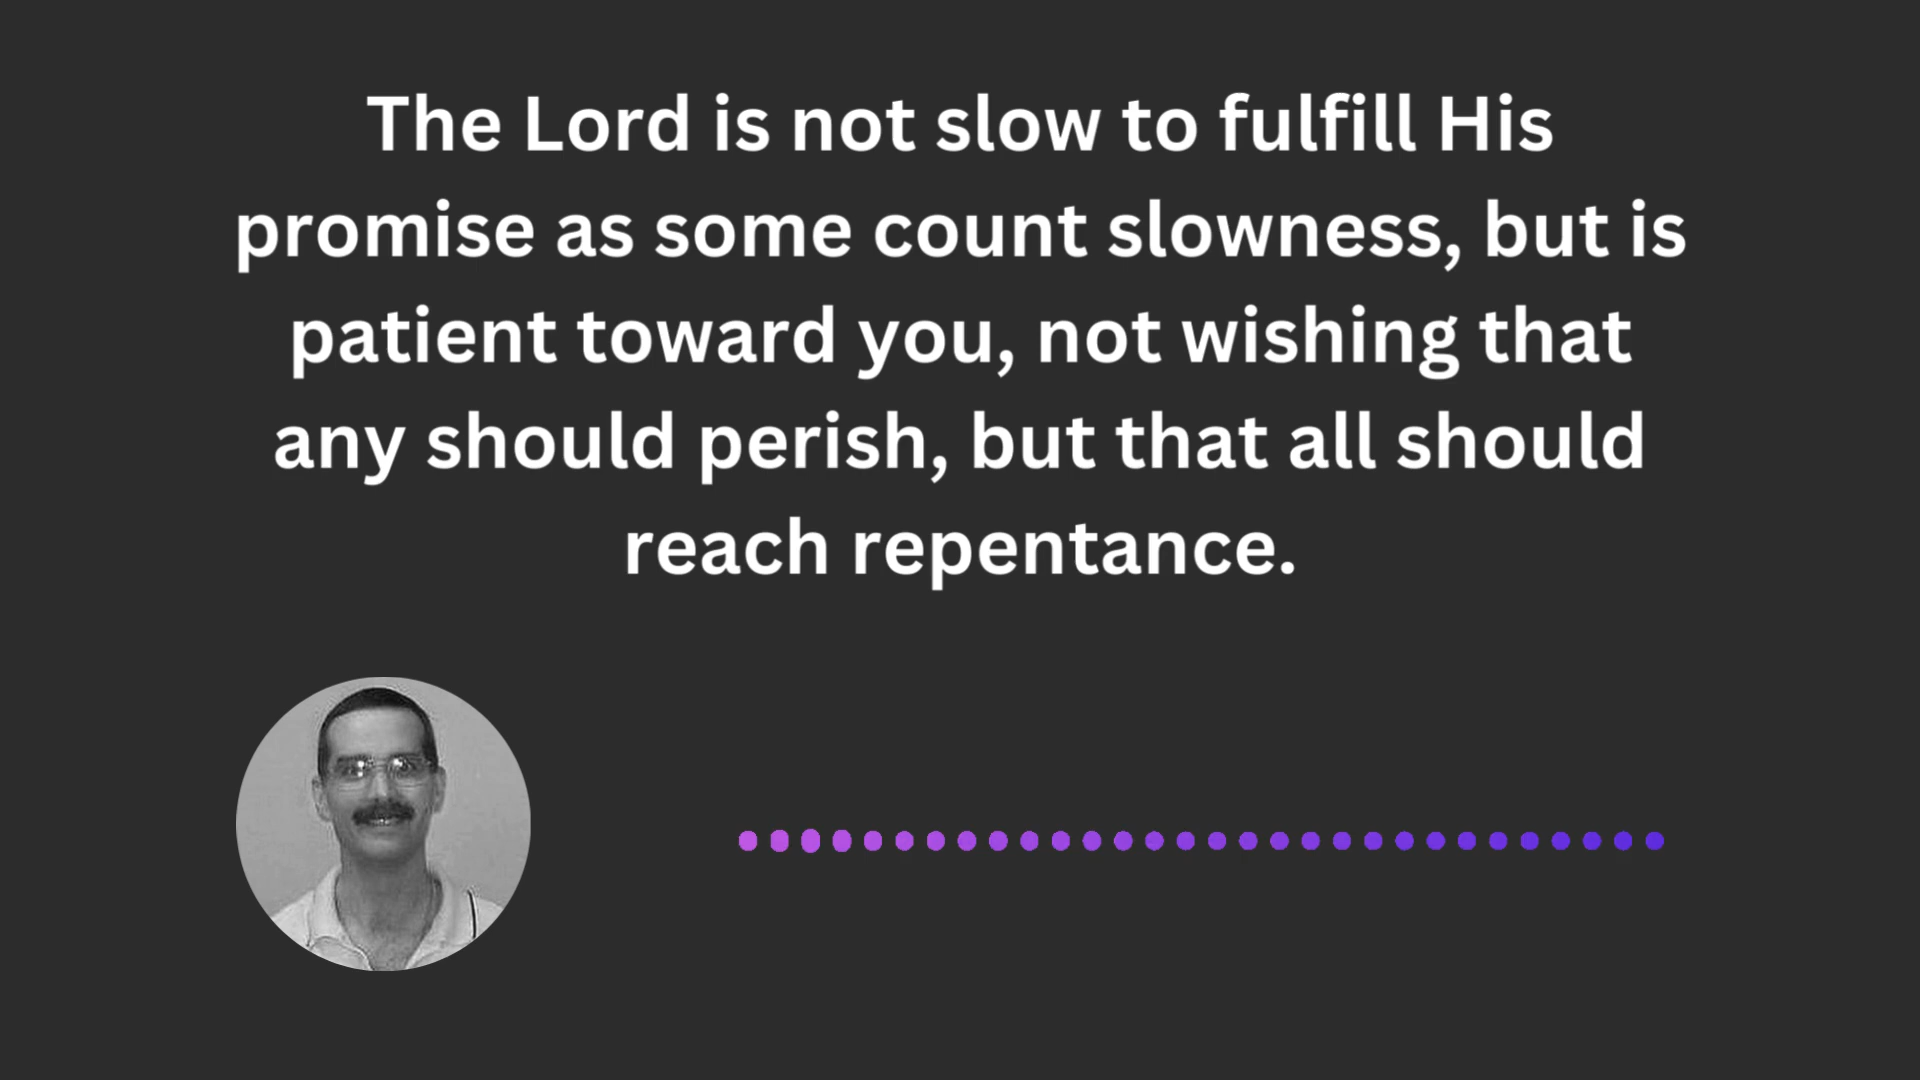 The Lord is not slow to fulfill His
promise as some count slowness, but is
patient toward you, not wishing that
any should perish, but that all should
reach repentance.